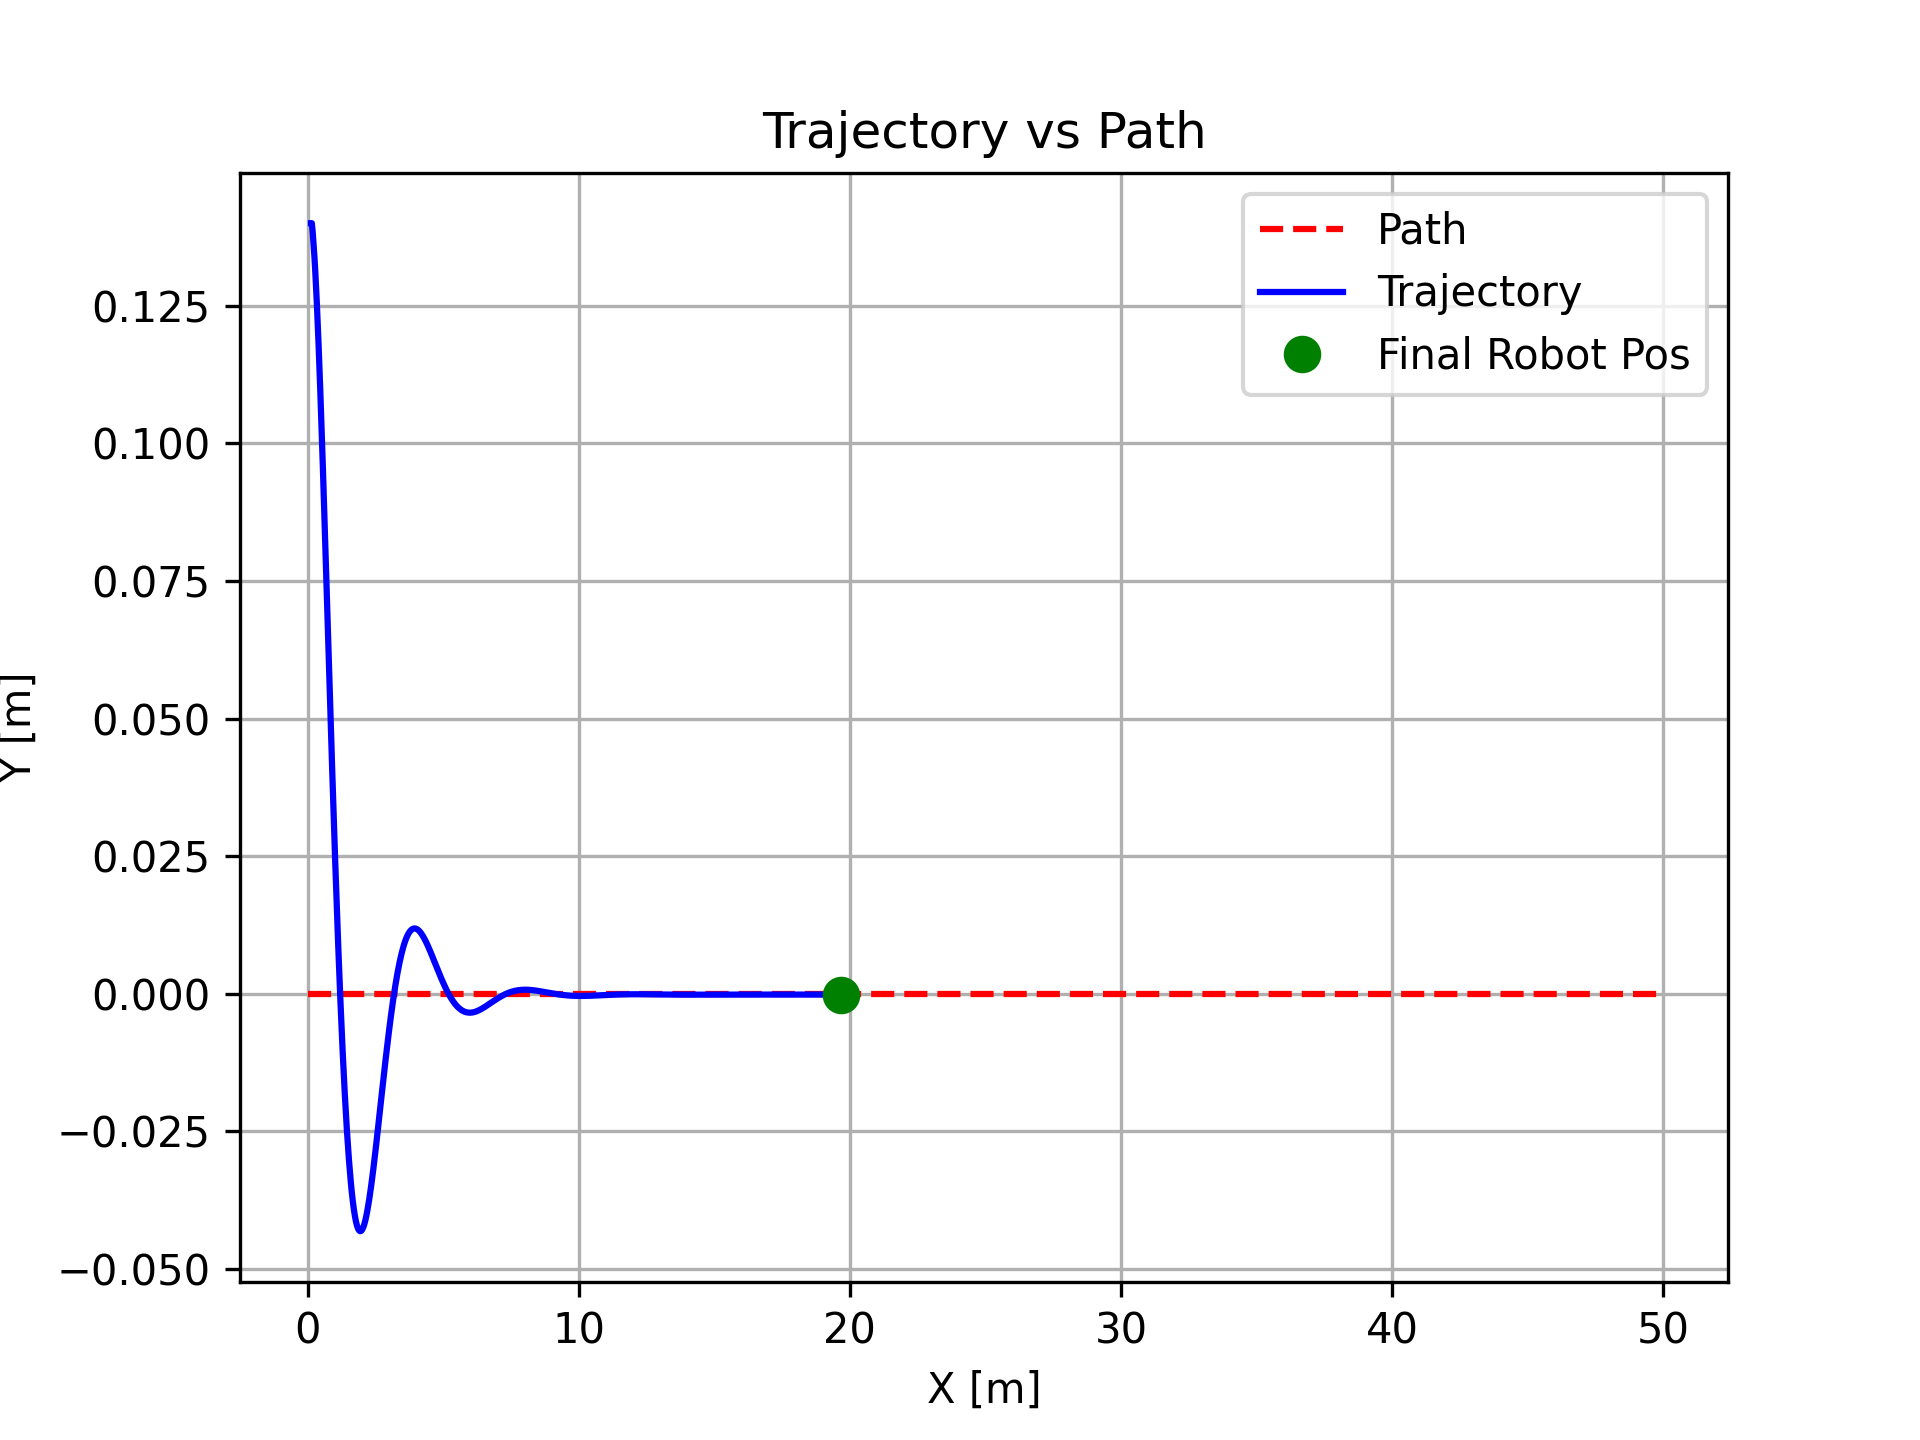 Trajectory vs Path
Path
Trajectory
Final Robot Pos
0.125
0.100
0.075
0.050
0.025
0.000
−0.025
−0.050
Y [m]
0 10 20 30 40 50
X [m]